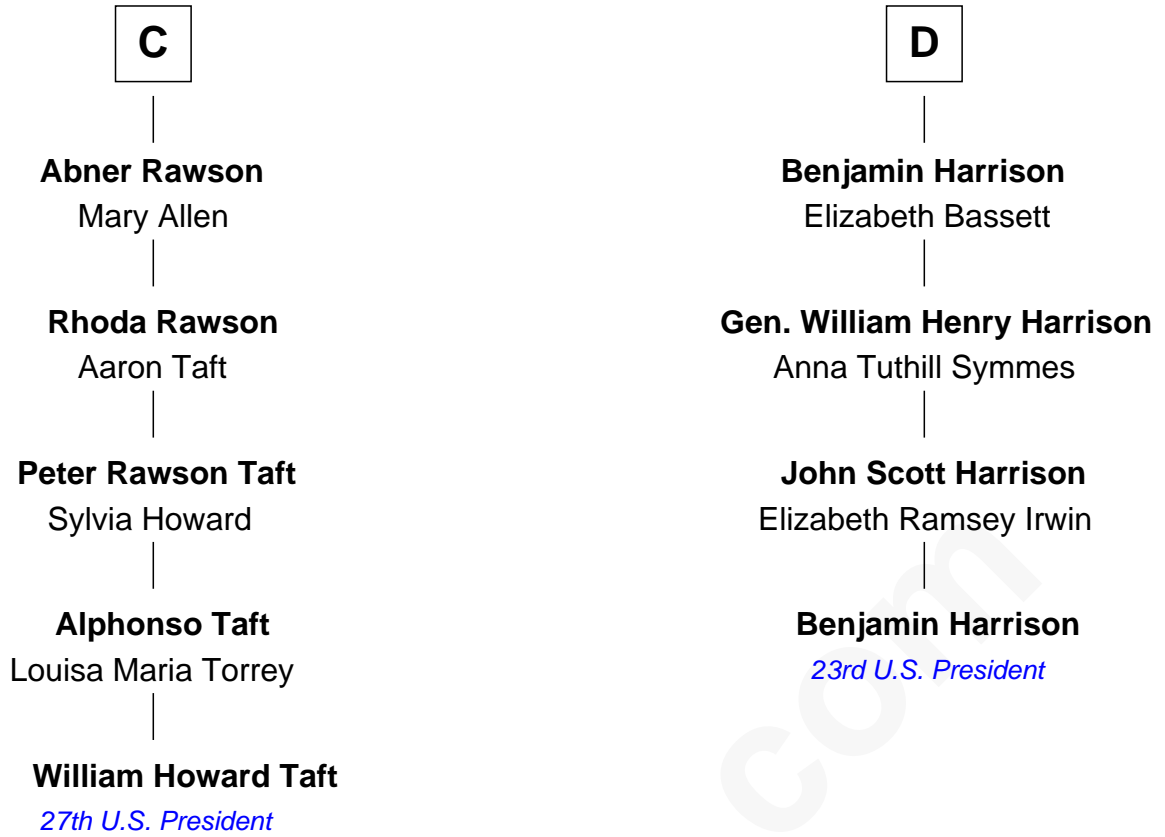 C
Abner Rawson
Mary Allen
Rhoda Rawson
Aaron Taft
Peter Rawson Taft
Sylvia Howard
Alphonso Taft
Louisa Maria Torrey
William Howard Taft
27th U.S. President
D
Benjamin Harrison
Elizabeth Bassett
Gen. William Henry Harrison
Anna Tuthill Symmes
John Scott Harrison
Elizabeth Ramsey Irwin
Benjamin Harrison
23rd U.S. President
com